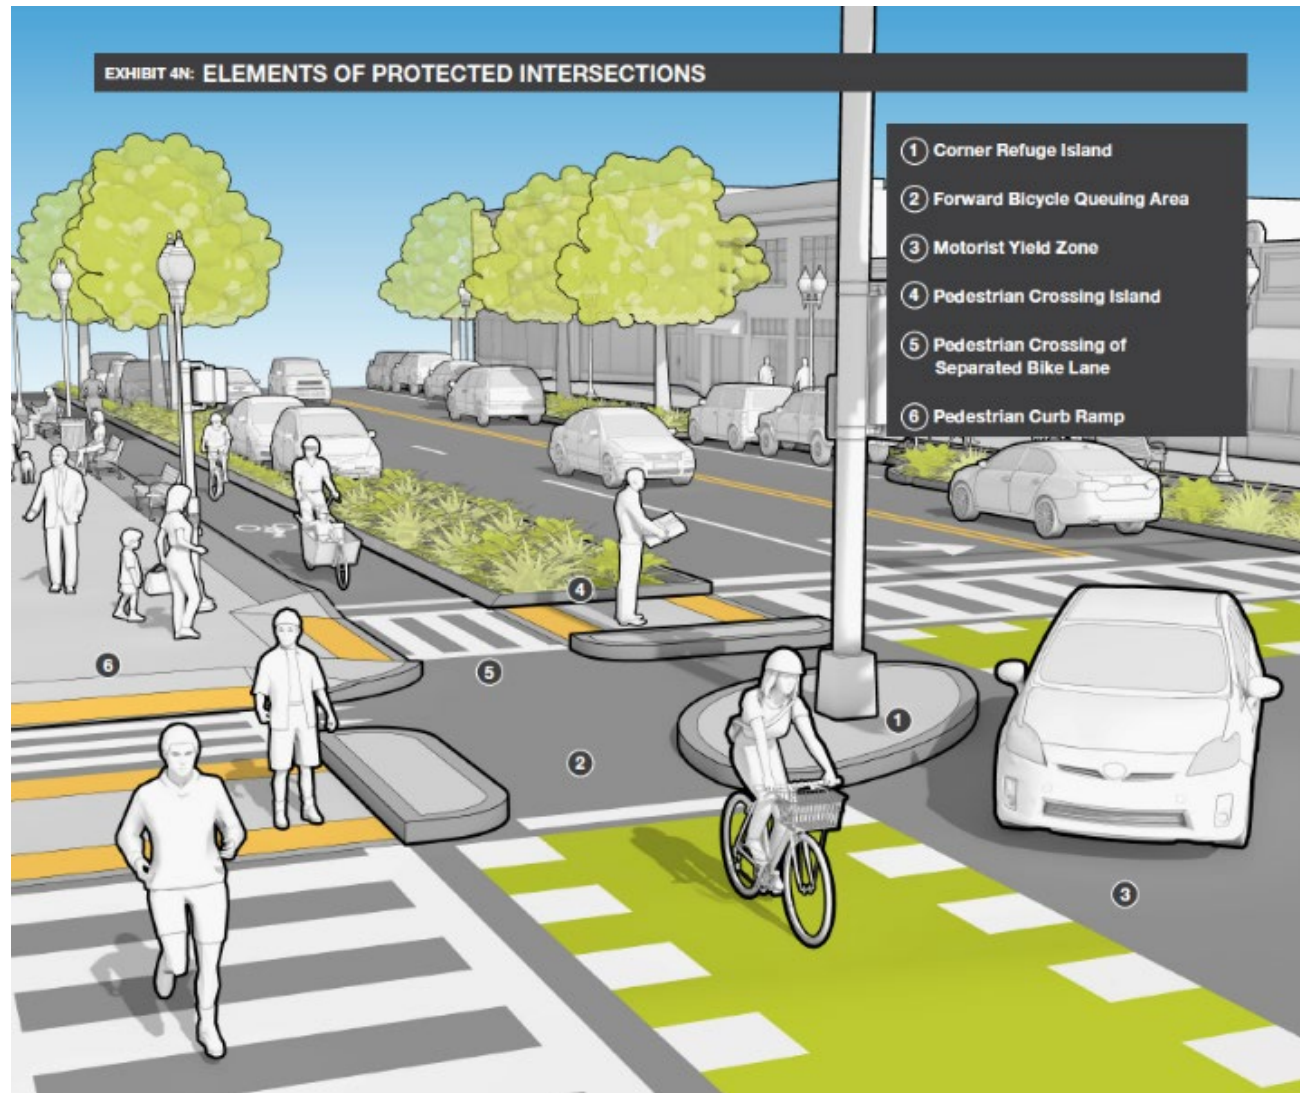 EXHIBIT 4N: ELEMENTS OF PROTECTED INTERSECTIONS
1 Corner Refuge Island
2 Forward Bicycle Queuing Area
3 Motorist Yield Zone
4 Pedestrian Crossing Island
5 Pedestrian Crossing of
Separated Bike Lane
6 Pedestrian Curb Ramp
4
6
5
1
2
3